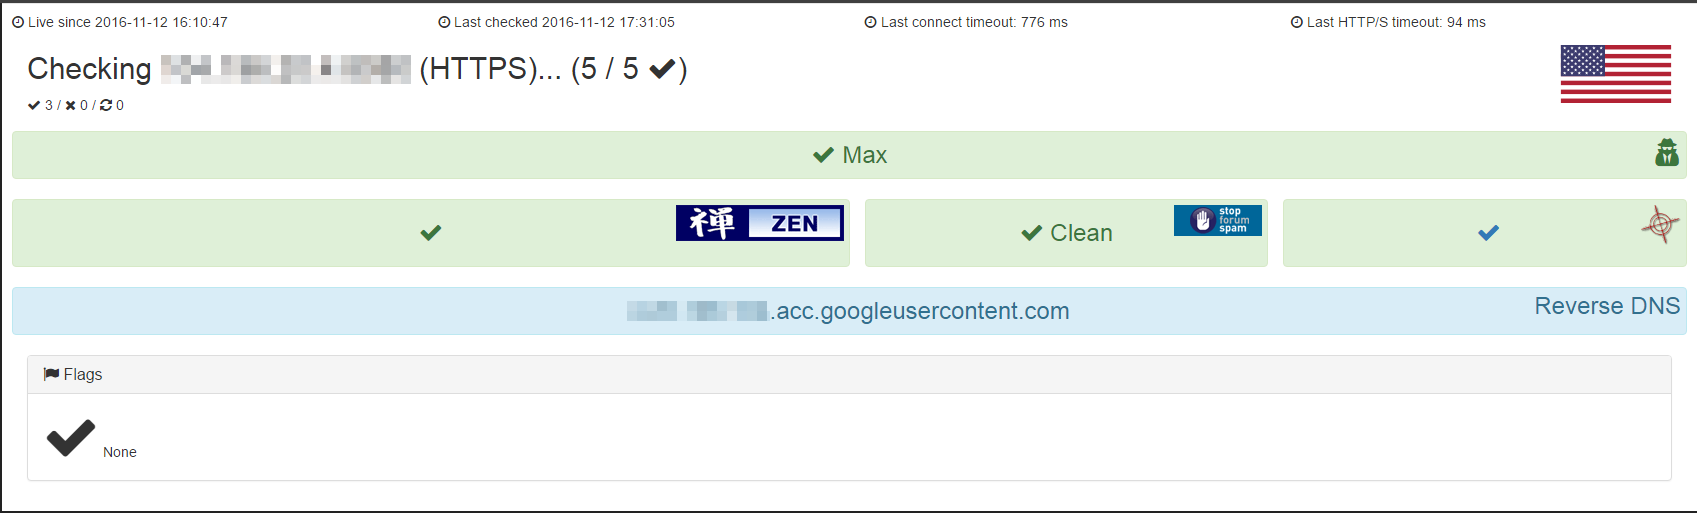 Live since 2016-11-12 16:10:47
Last checked 2016-11-12 17:31:05
Last connect timeout: 776 ms
Last HTTP/S timeout: 94 ms
Checking (HTTPS)... (5 / 5 ✔)
✔ 3 / ✖ 0 / 0
✔ Max
✔
禅 ZEN
✔ Clean
stop
forum
spam
✔
.acc.googleusercontent.com
Reverse DNS
Flags
✔ None